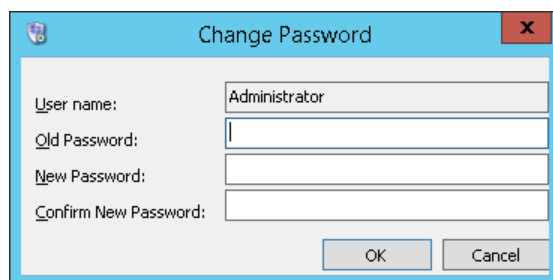 Change Password
x
User name: Administrator
Old Password:
New Password:
Confirm New Password:
OK Cancel